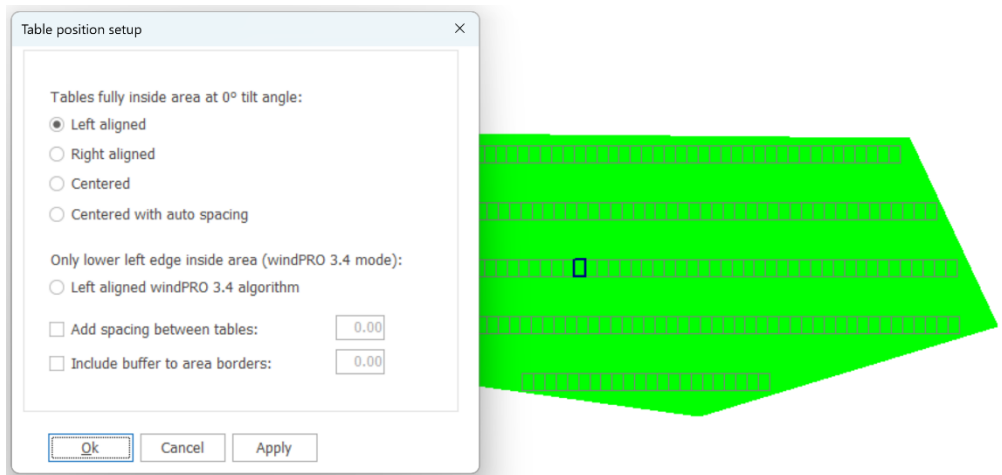 Table position setup
Tables fully inside area at 0º tilt angle:
Left aligned
Right aligned
Centered
Centered with auto spacing
Only lower left edge inside area (windPRO 3.4 mode):
Left aligned windPRO 3.4 algorithm
Add spacing between tables: 0.00
Include buffer to area borders: 0.00
Ok Cancel Apply